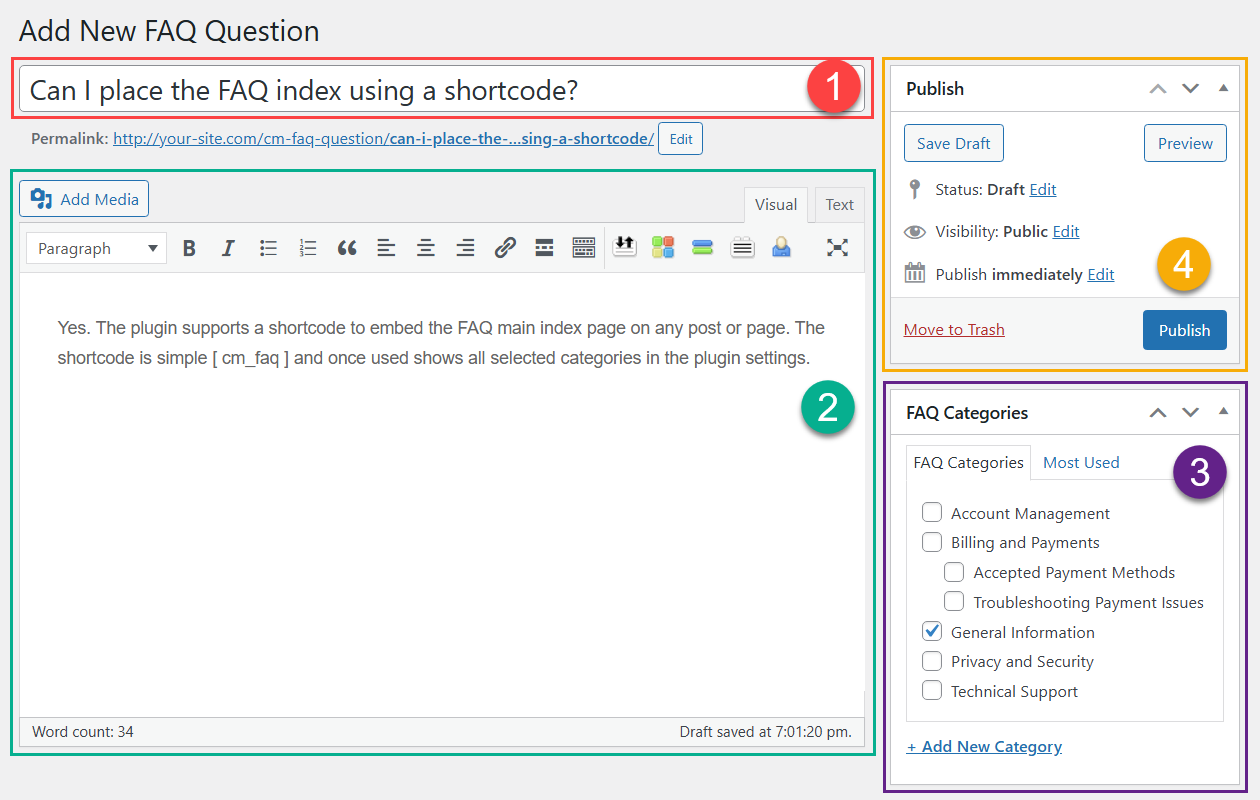 Add New FAQ Question
Can I place the FAQ index using a shortcode?
1
Permalink: http://your-site.com/cm-faq-question/can-i-place-the-...sing-a-shortcode/ Edit
Add Media
Visual Text
Paragraph
Yes. The plugin supports a shortcode to embed the FAQ main index page on any post or page. The
shortcode is simple [ cm_faq ] and once used shows all selected categories in the plugin settings.
2
Word count: 34
Draft saved at 7:01:20 pm.
Publish
Save Draft
Preview
Status: Draft Edit
Visibility: Public Edit
Publish immediately Edit
4
Move to Trash
Publish
FAQ Categories
FAQ Categories Most Used
3
Account Management
Billing and Payments
Accepted Payment Methods
Troubleshooting Payment Issues
General Information
Privacy and Security
Technical Support
+ Add New Category